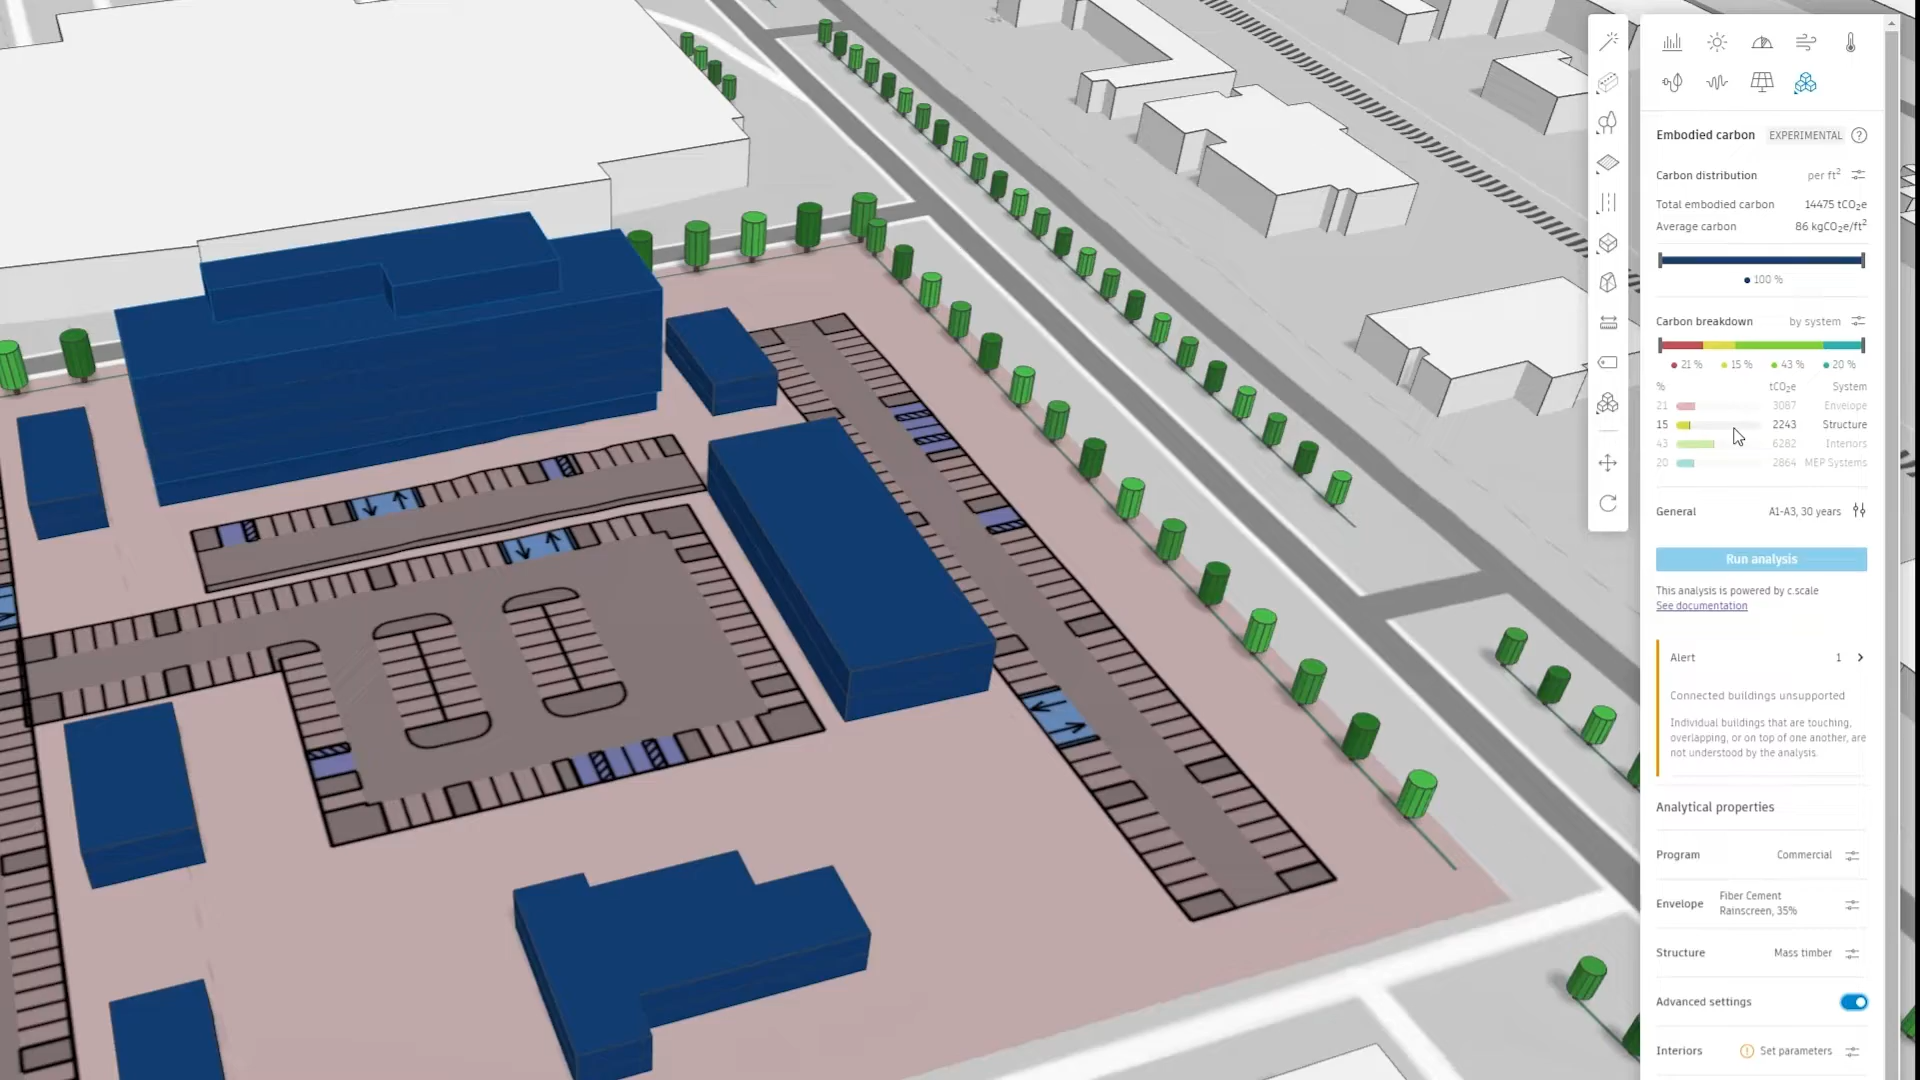 Embodied carbon EXPERIMENTAL ?
Carbon distribution per ft²
Total embodied carbon 14475 tCO₂e
Average carbon 86 kgCO₂e/ft²
100 %
Carbon breakdown by system
21 % 15 % 43 % 20 %
% tCO₂e System
21 3087 Envelope
15 2243 Structure
43 6282 Interiors
20 2864 MEP Systems
General A1-A3, 30 years
Run analysis
This analysis is powered by c.scale
See documentation
Alert 1
Connected buildings unsupported
Individual buildings that are touching,
overlapping, or on top of one another, are
not understood by the analysis.
Analytical properties
Program Commercial
Envelope Fiber Cement
Rainscreen, 35%
Structure Mass timber
Advanced settings
Interiors Set parameters